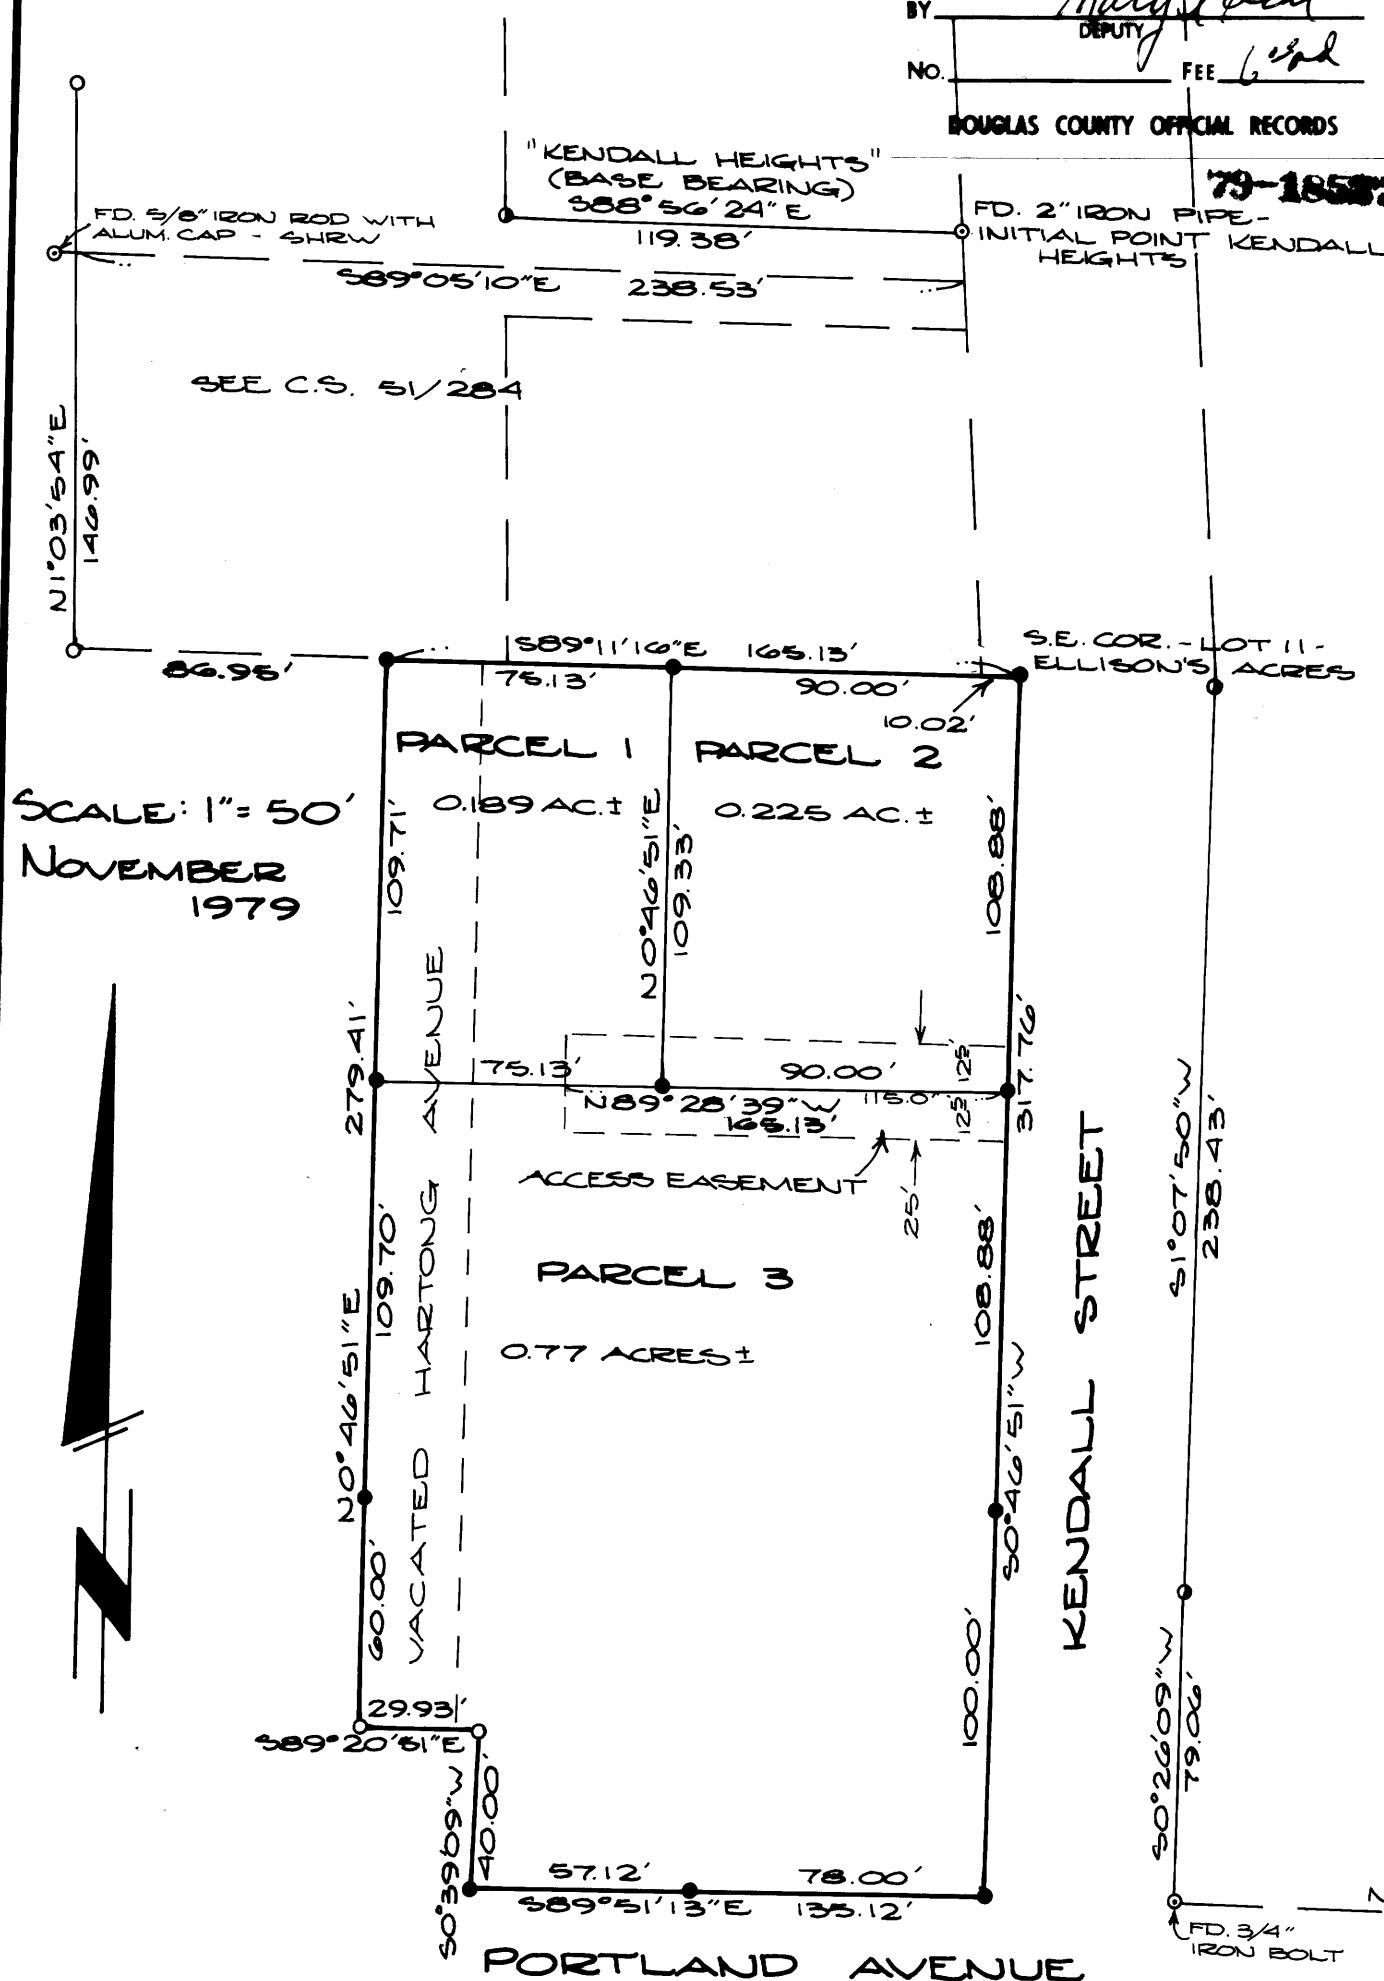 BY
DEPUTY
NO. FEE
DOUGLAS COUNTY OFFICIAL RECORDS
"KENDALL HEIGHTS"
(BASE BEARING)
S88°56'24"E
119.38'
FD. 5/8" IRON ROD WITH
ALUM. CAP - SHRW
FD. 2" IRON PIPE-
INITIAL POINT KENDALL
HEIGHTS
S89°05'10"E 238.53'
SEE C.S. 51/284
N1°03'54"E
146.99'
86.95'
S89°11'16"E 165.13'
75.13' 90.00'
10.02'
S.E. COR. - LOT 11 -
ELLISON'S ACRES
PARCEL 1
0.189 AC.±
PARCEL 2
0.225 AC.±
SCALE: 1"= 50'
NOVEMBER
1979
109.71'
N0°46'51"E
109.33'
108.88'
279.41'
317.76'
75.13' 90.00'
N89°28'39"W
165.13'
115.0'
12.5'
12.5'
ACCESS EASEMENT
25'
PARCEL 3
0.77 ACRES±
109.70'
N0°46'51"E
60.00'
VACATED HARTONG AVENUE
108.88'
S0°46'51"W
100.00'
KENDALL STREET
S1°07'50"W
238.43'
S0°26'09"W
79.06'
29.93'
S89°20'51"E
S0°39'09"W
40.00'
57.12' 78.00'
S89°51'13"E 135.12'
PORTLAND AVENUE
FD. 3/4"
IRON BOLT
N